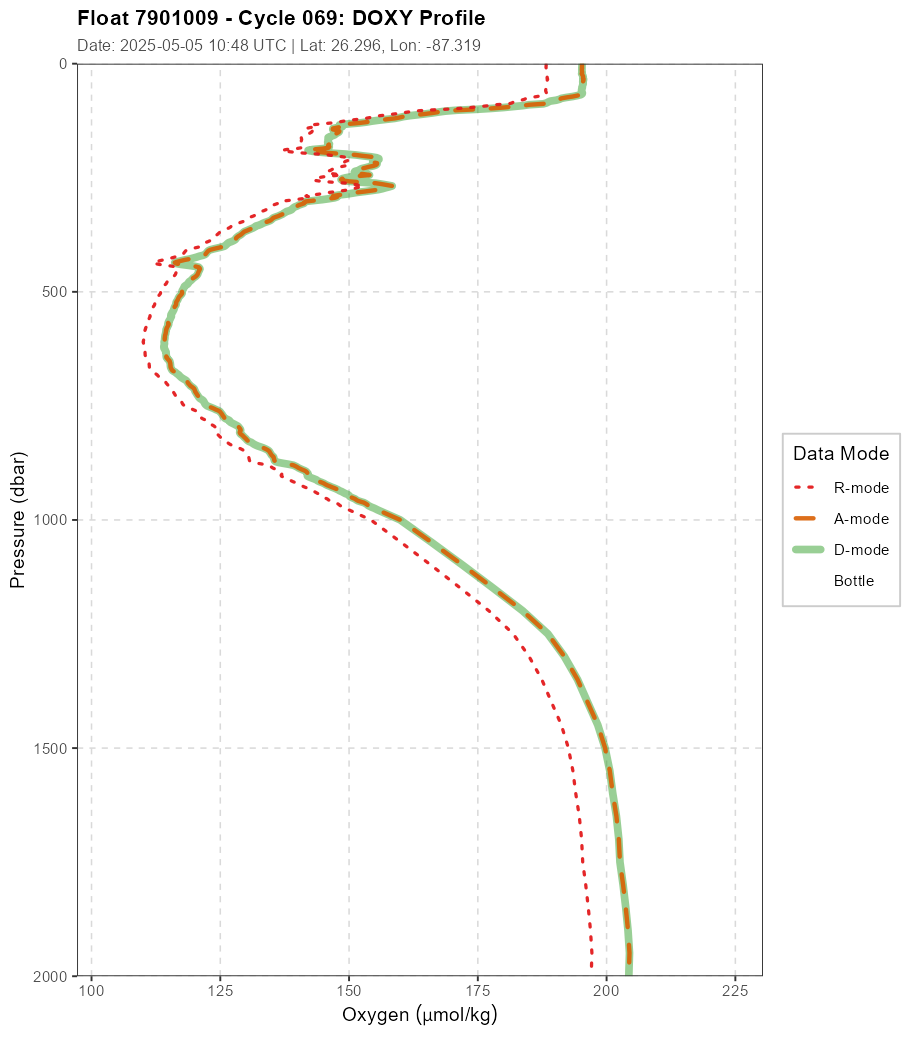 Float 7901009 - Cycle 069: DOXY Profile
Date: 2025-05-05 10:48 UTC | Lat: 26.296, Lon: -87.319
0
500
1000
1500
2000
Pressure (dbar)
100 125 150 175 200 225
Oxygen (μmol/kg)
Data Mode
R-mode
A-mode
D-mode
Bottle